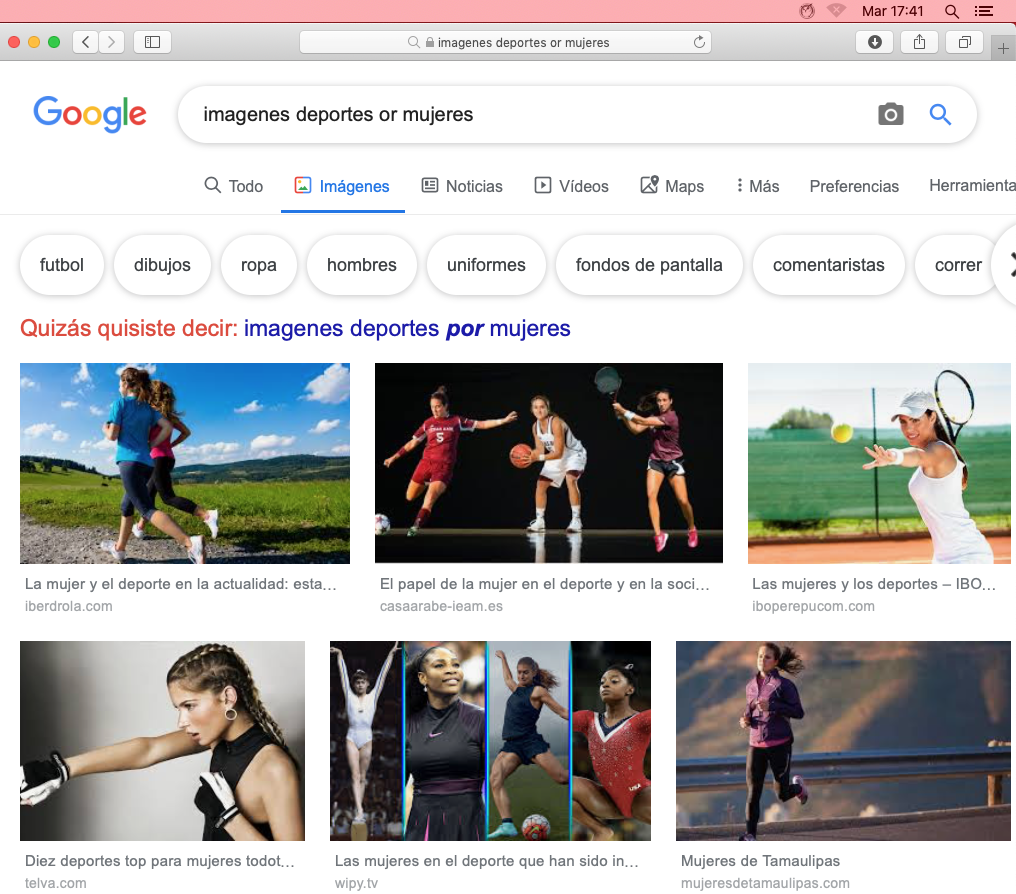 Mar 17:41
imagenes deportes or mujeres
Google
imagenes deportes or mujeres
Todo Imágenes Noticias Vídeos Maps Más Preferencias Herramienta
futbol dibujos ropa hombres uniformes fondos de pantalla comentaristas correr
Quizás quisiste decir: imagenes deportes por mujeres
La mujer y el deporte en la actualidad: esta... El papel de la mujer en el deporte y en la soci... Las mujeres y los deportes – IBO...
iberdrola.com casaarabe-ieam.es iboperepucom.com
Diez deportes top para mujeres todot... Las mujeres en el deporte que han sido in... Mujeres de Tamaulipas
telva.com wipy.tv mujeresdetamaulipas.com